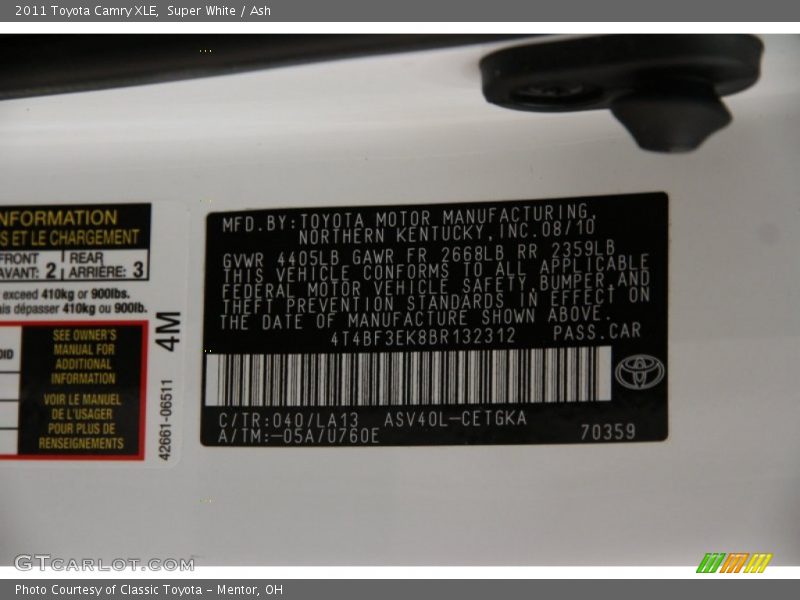 2011 Toyota Camry XLE,  Super White / Ash
NFORMATION
S ET LE CHARGEMENT
FRONT
AVANT: 2
REAR
ARRIÈRE: 3
exceed 410kg or 900lbs.
is dépasser 410kg ou 900lb.
SEE OWNER'S
MANUAL FOR
ADDITIONAL
INFORMATION
VOIR LE MANUEL
DE L'USAGER
POUR PLUS DE
RENSEIGNEMENTS
4M
42661-06511
MFD.BY:TOYOTA MOTOR MANUFACTURING,
NORTHERN KENTUCKY,INC.08/10
GVWR 4405LB GAWR FR 2668LB RR 2359LB
THIS VEHICLE CONFORMS TO ALL APPLICABLE
FEDERAL MOTOR VEHICLE SAFETY,BUMPER,AND
THEFT PREVENTION STANDARDS IN EFFECT ON
THE DATE OF MANUFACTURE SHOWN ABOVE.
4T4BF3EK8BR132312 PASS.CAR
C/TR:040/LA13 ASV40L-CETGKA
A/TM:-05A/U760E
70359
GTCARLOT.COM
Photo Courtesy of Classic Toyota - Mentor, OH